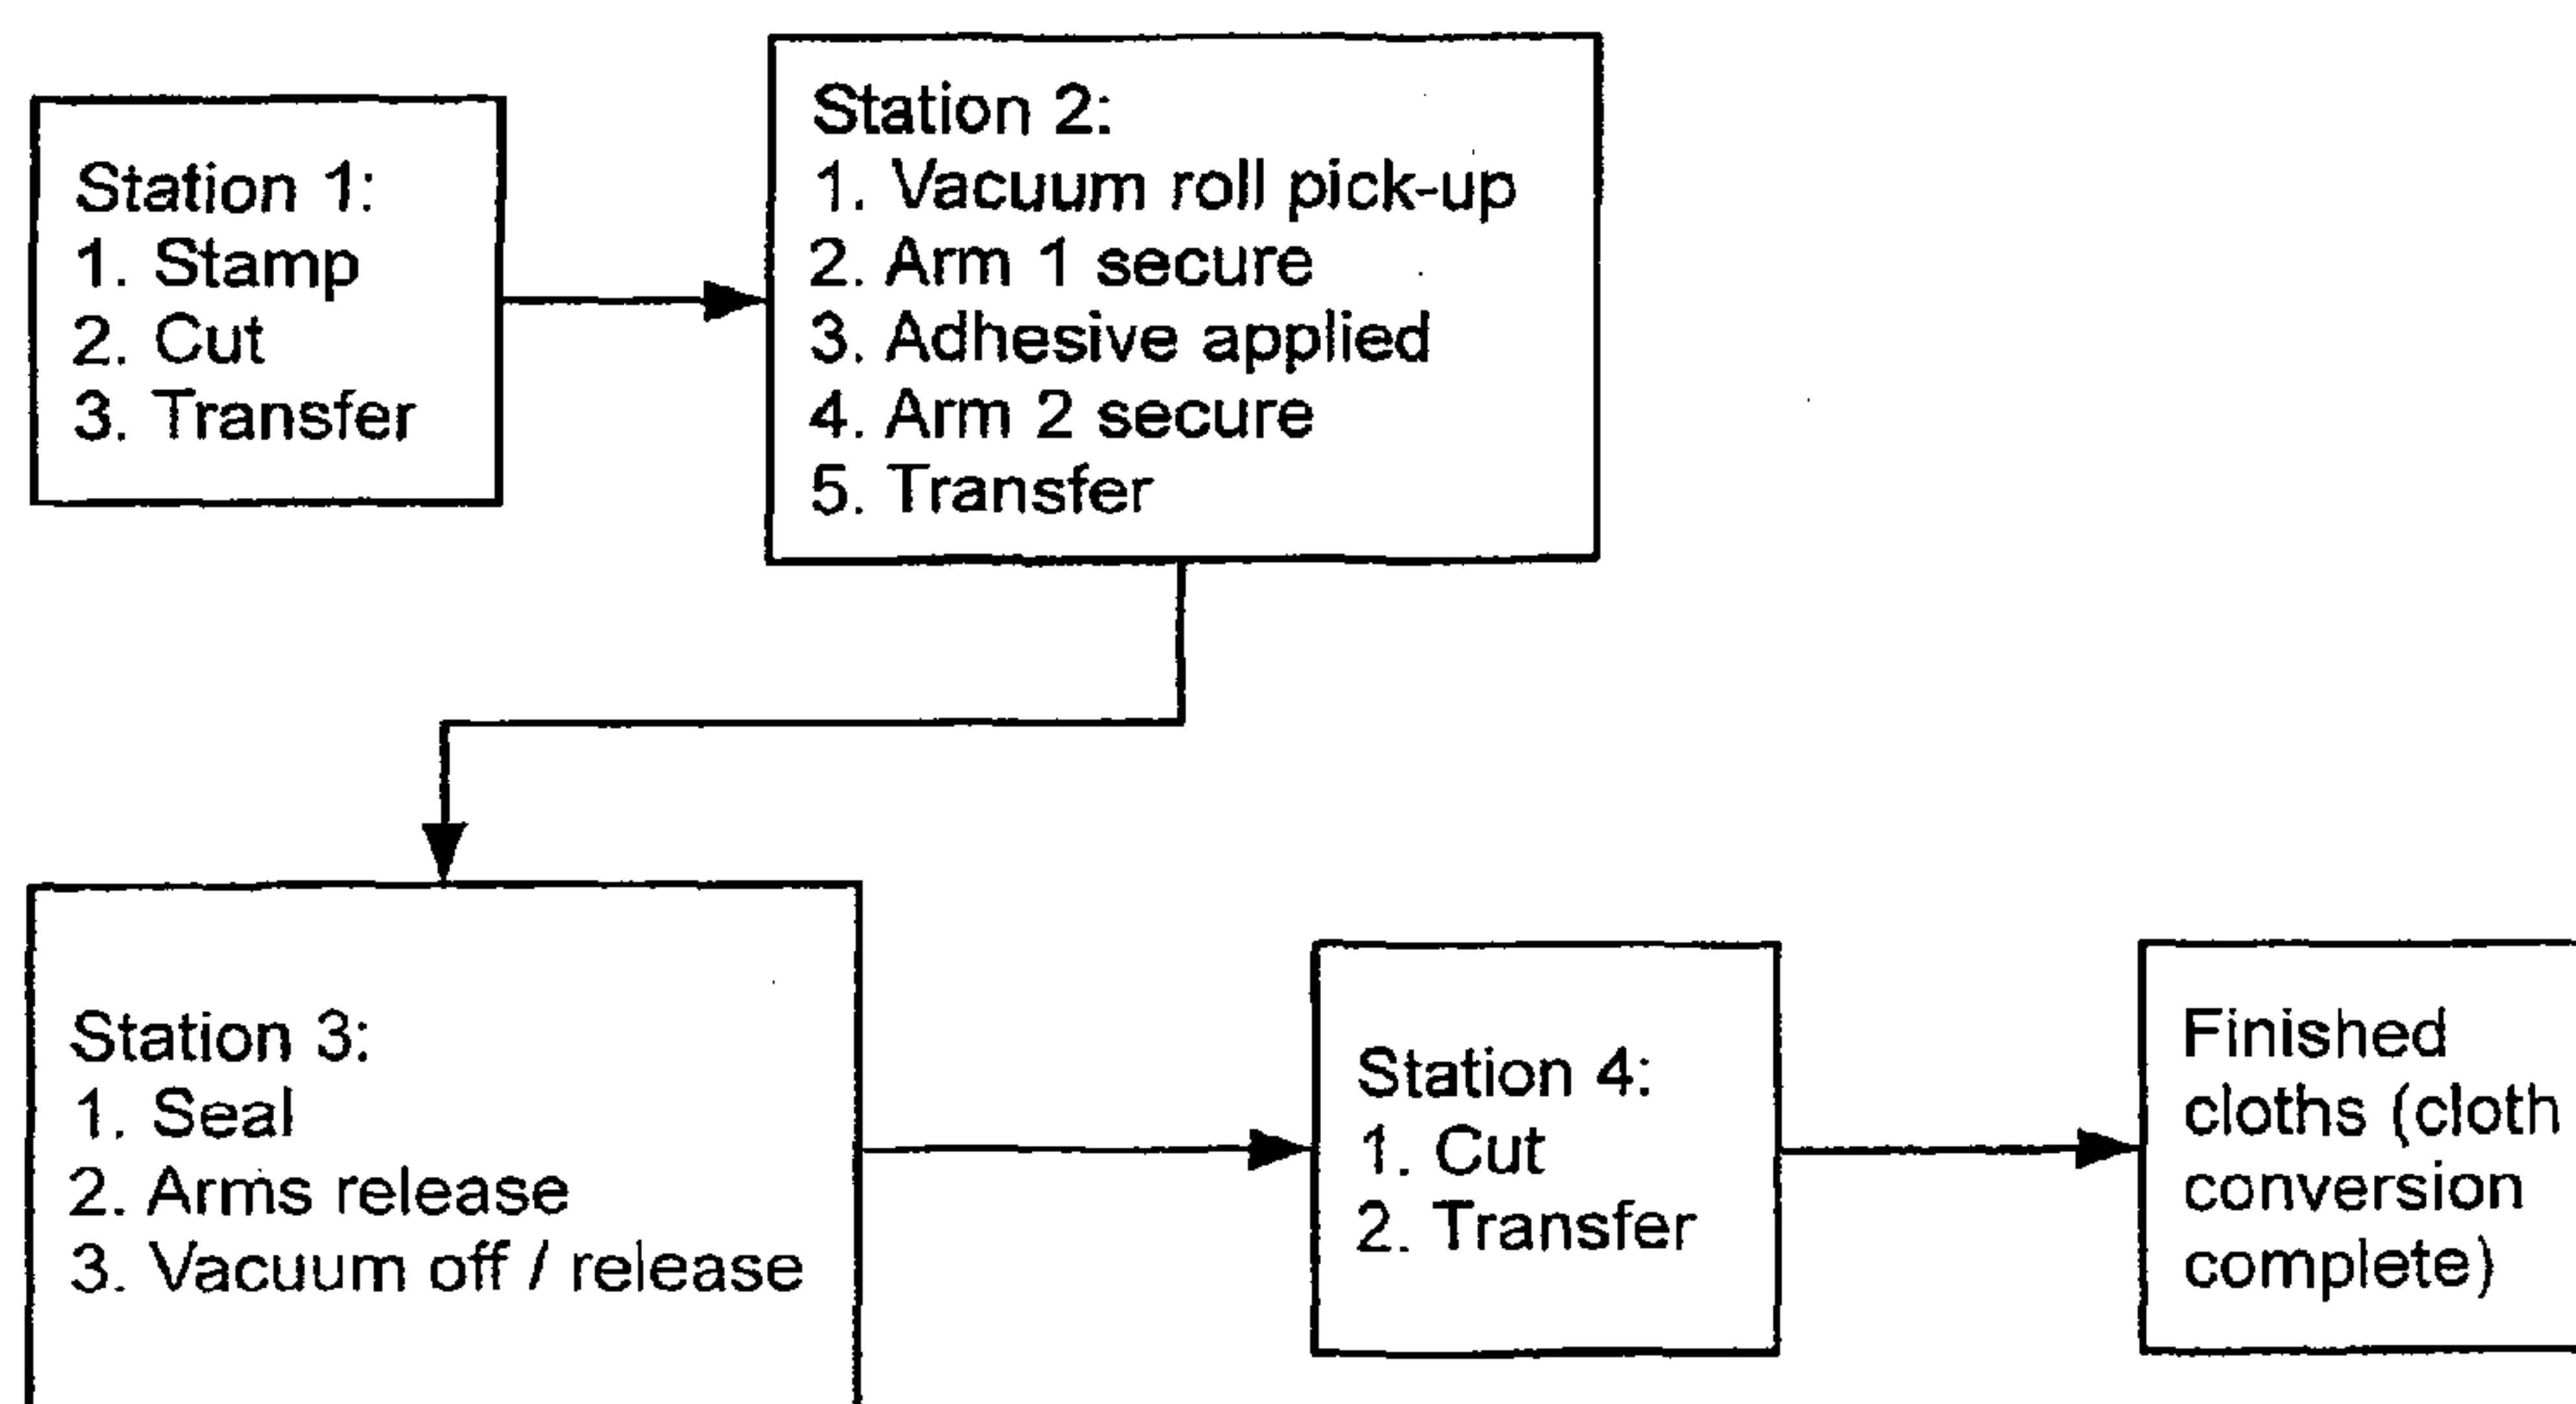 Station 1:
1. Stamp
2. Cut
3. Transfer
Station 2:
1. Vacuum roll pick-up
2. Arm 1 secure
3. Adhesive applied
4. Arm 2 secure
5. Transfer
Station 3:
1. Seal
2. Arms release
3. Vacuum off / release
Station 4:
1. Cut
2. Transfer
Finished
cloths (cloth
conversion
complete)